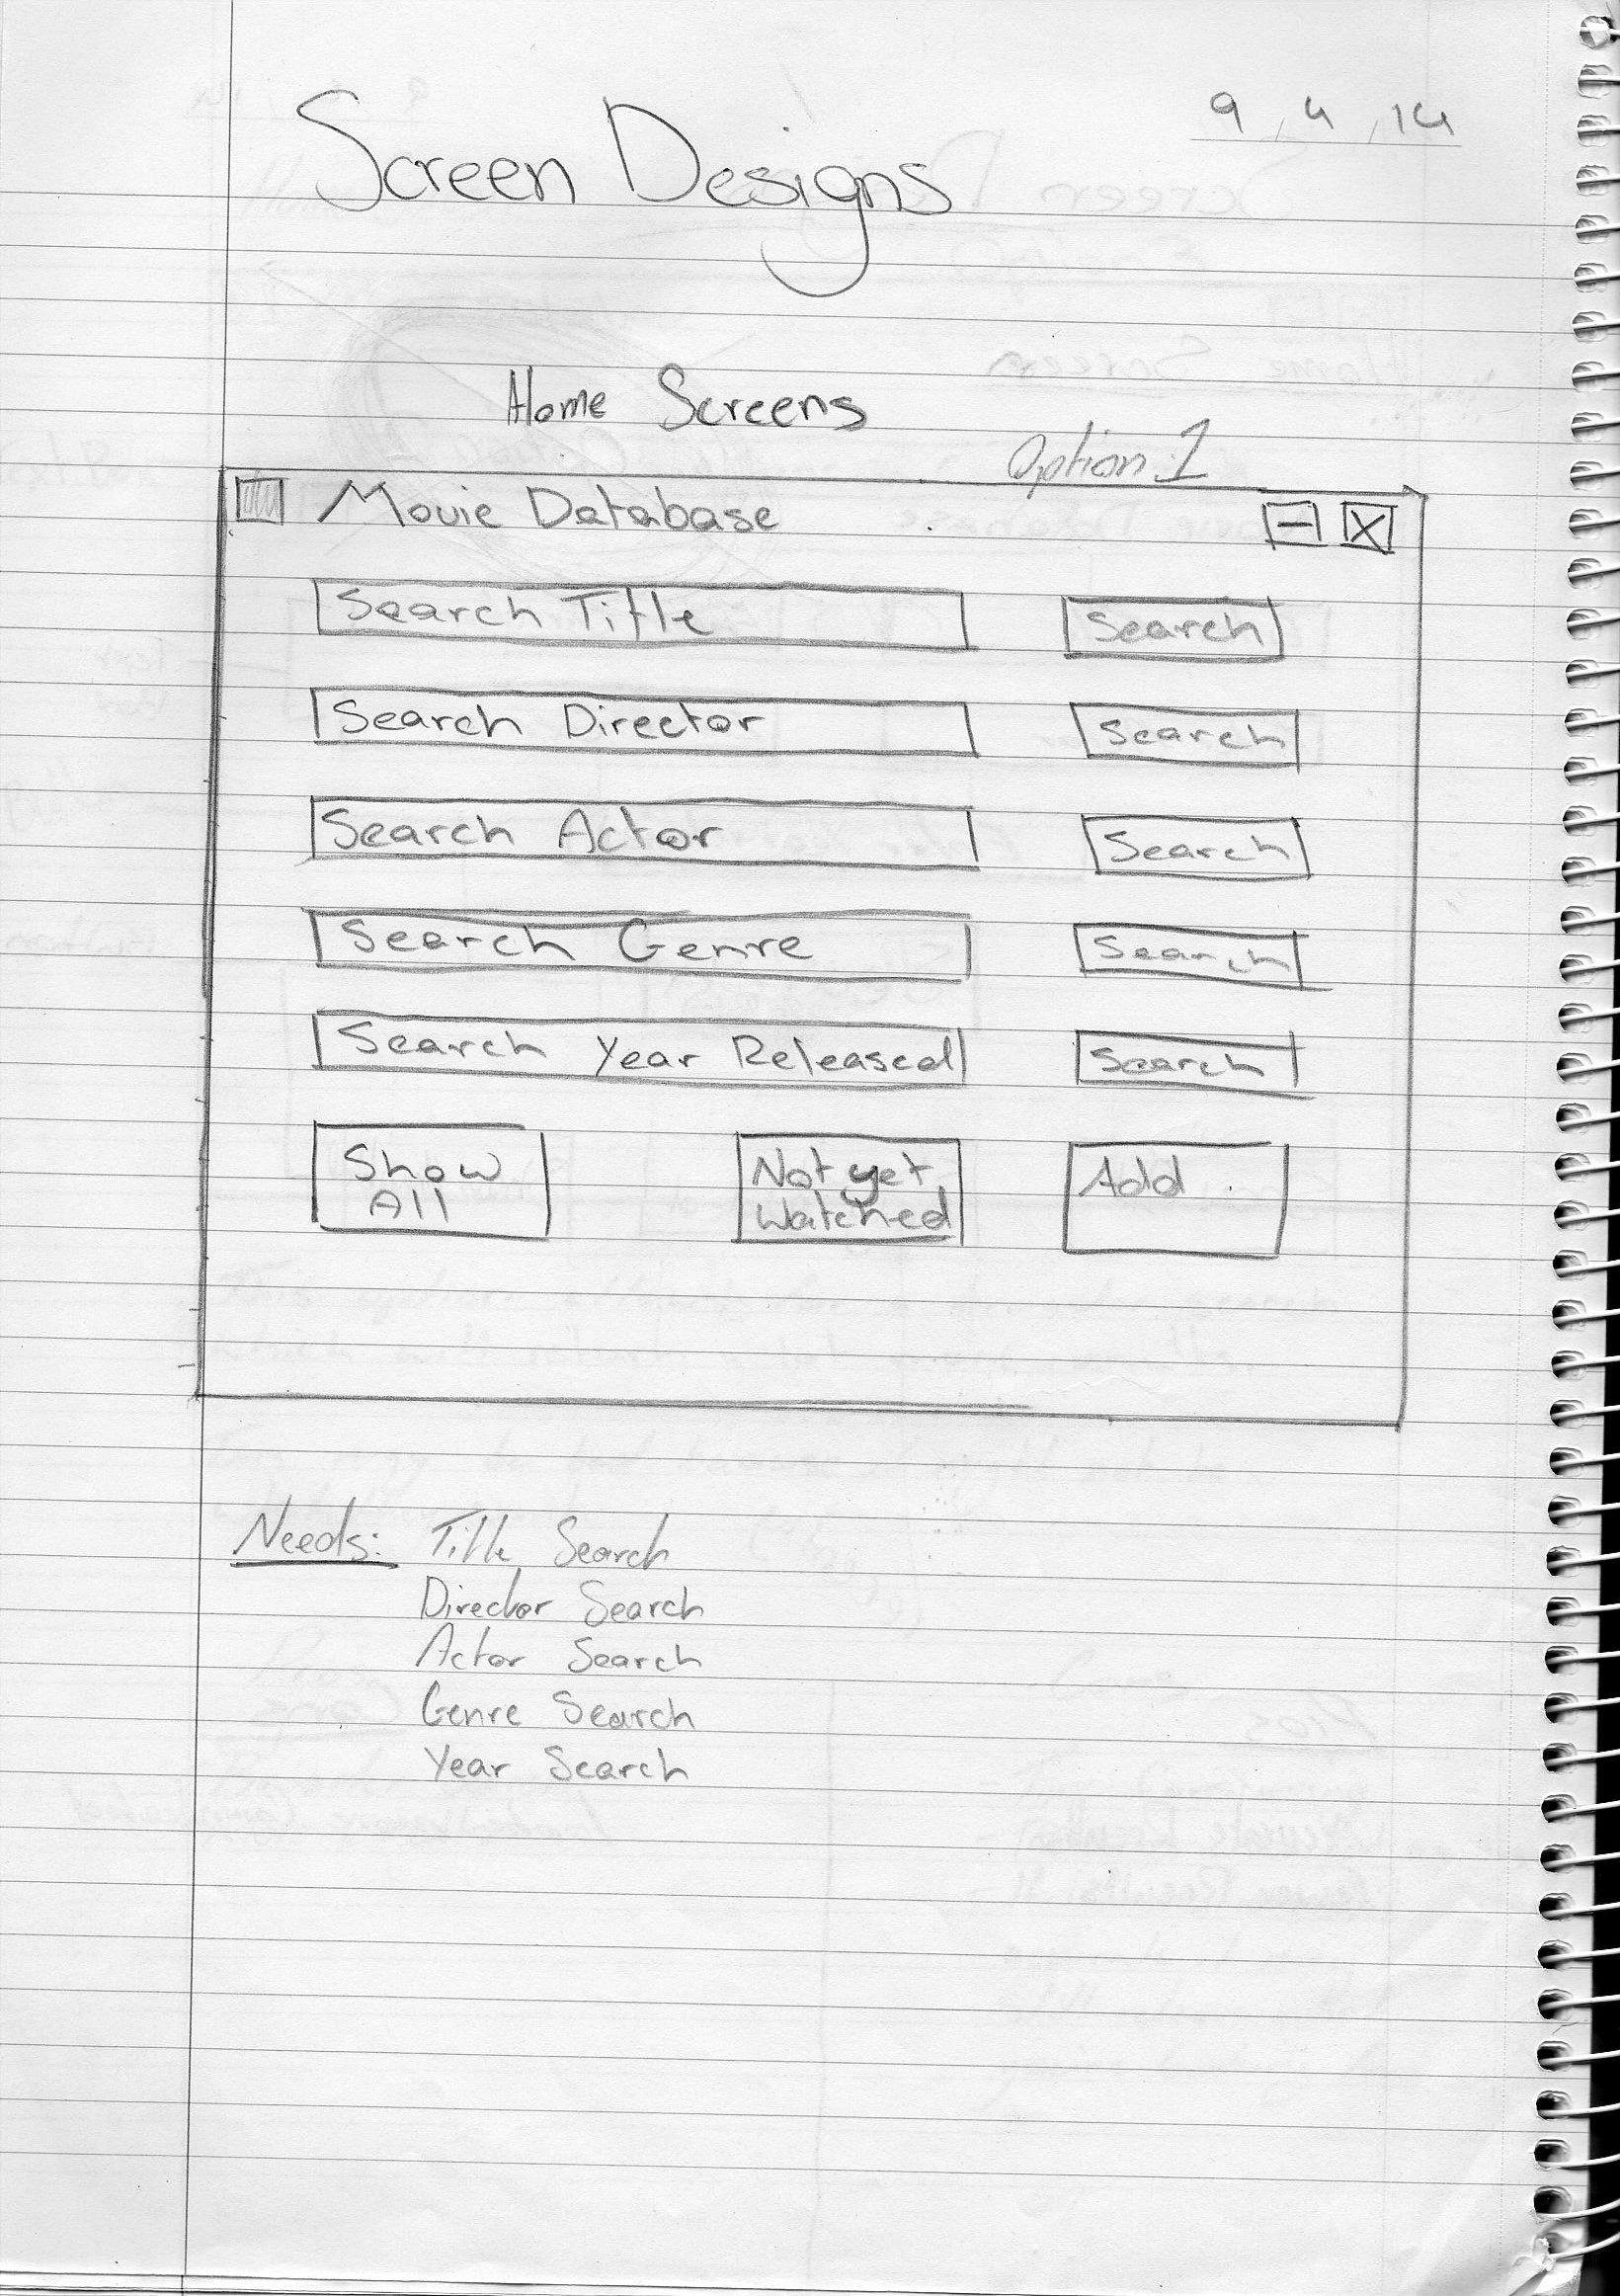 9, 4, 14
Screen Designs
Home Screens
Option 1
Movie Database
Search Title Search
Search Director Search
Search Actor Search
Search Genre Search
Search Year Released Search
Show Not yet Add
All Watched
Needs: Title Search
Director Search
Actor Search
Genre Search
Year Search